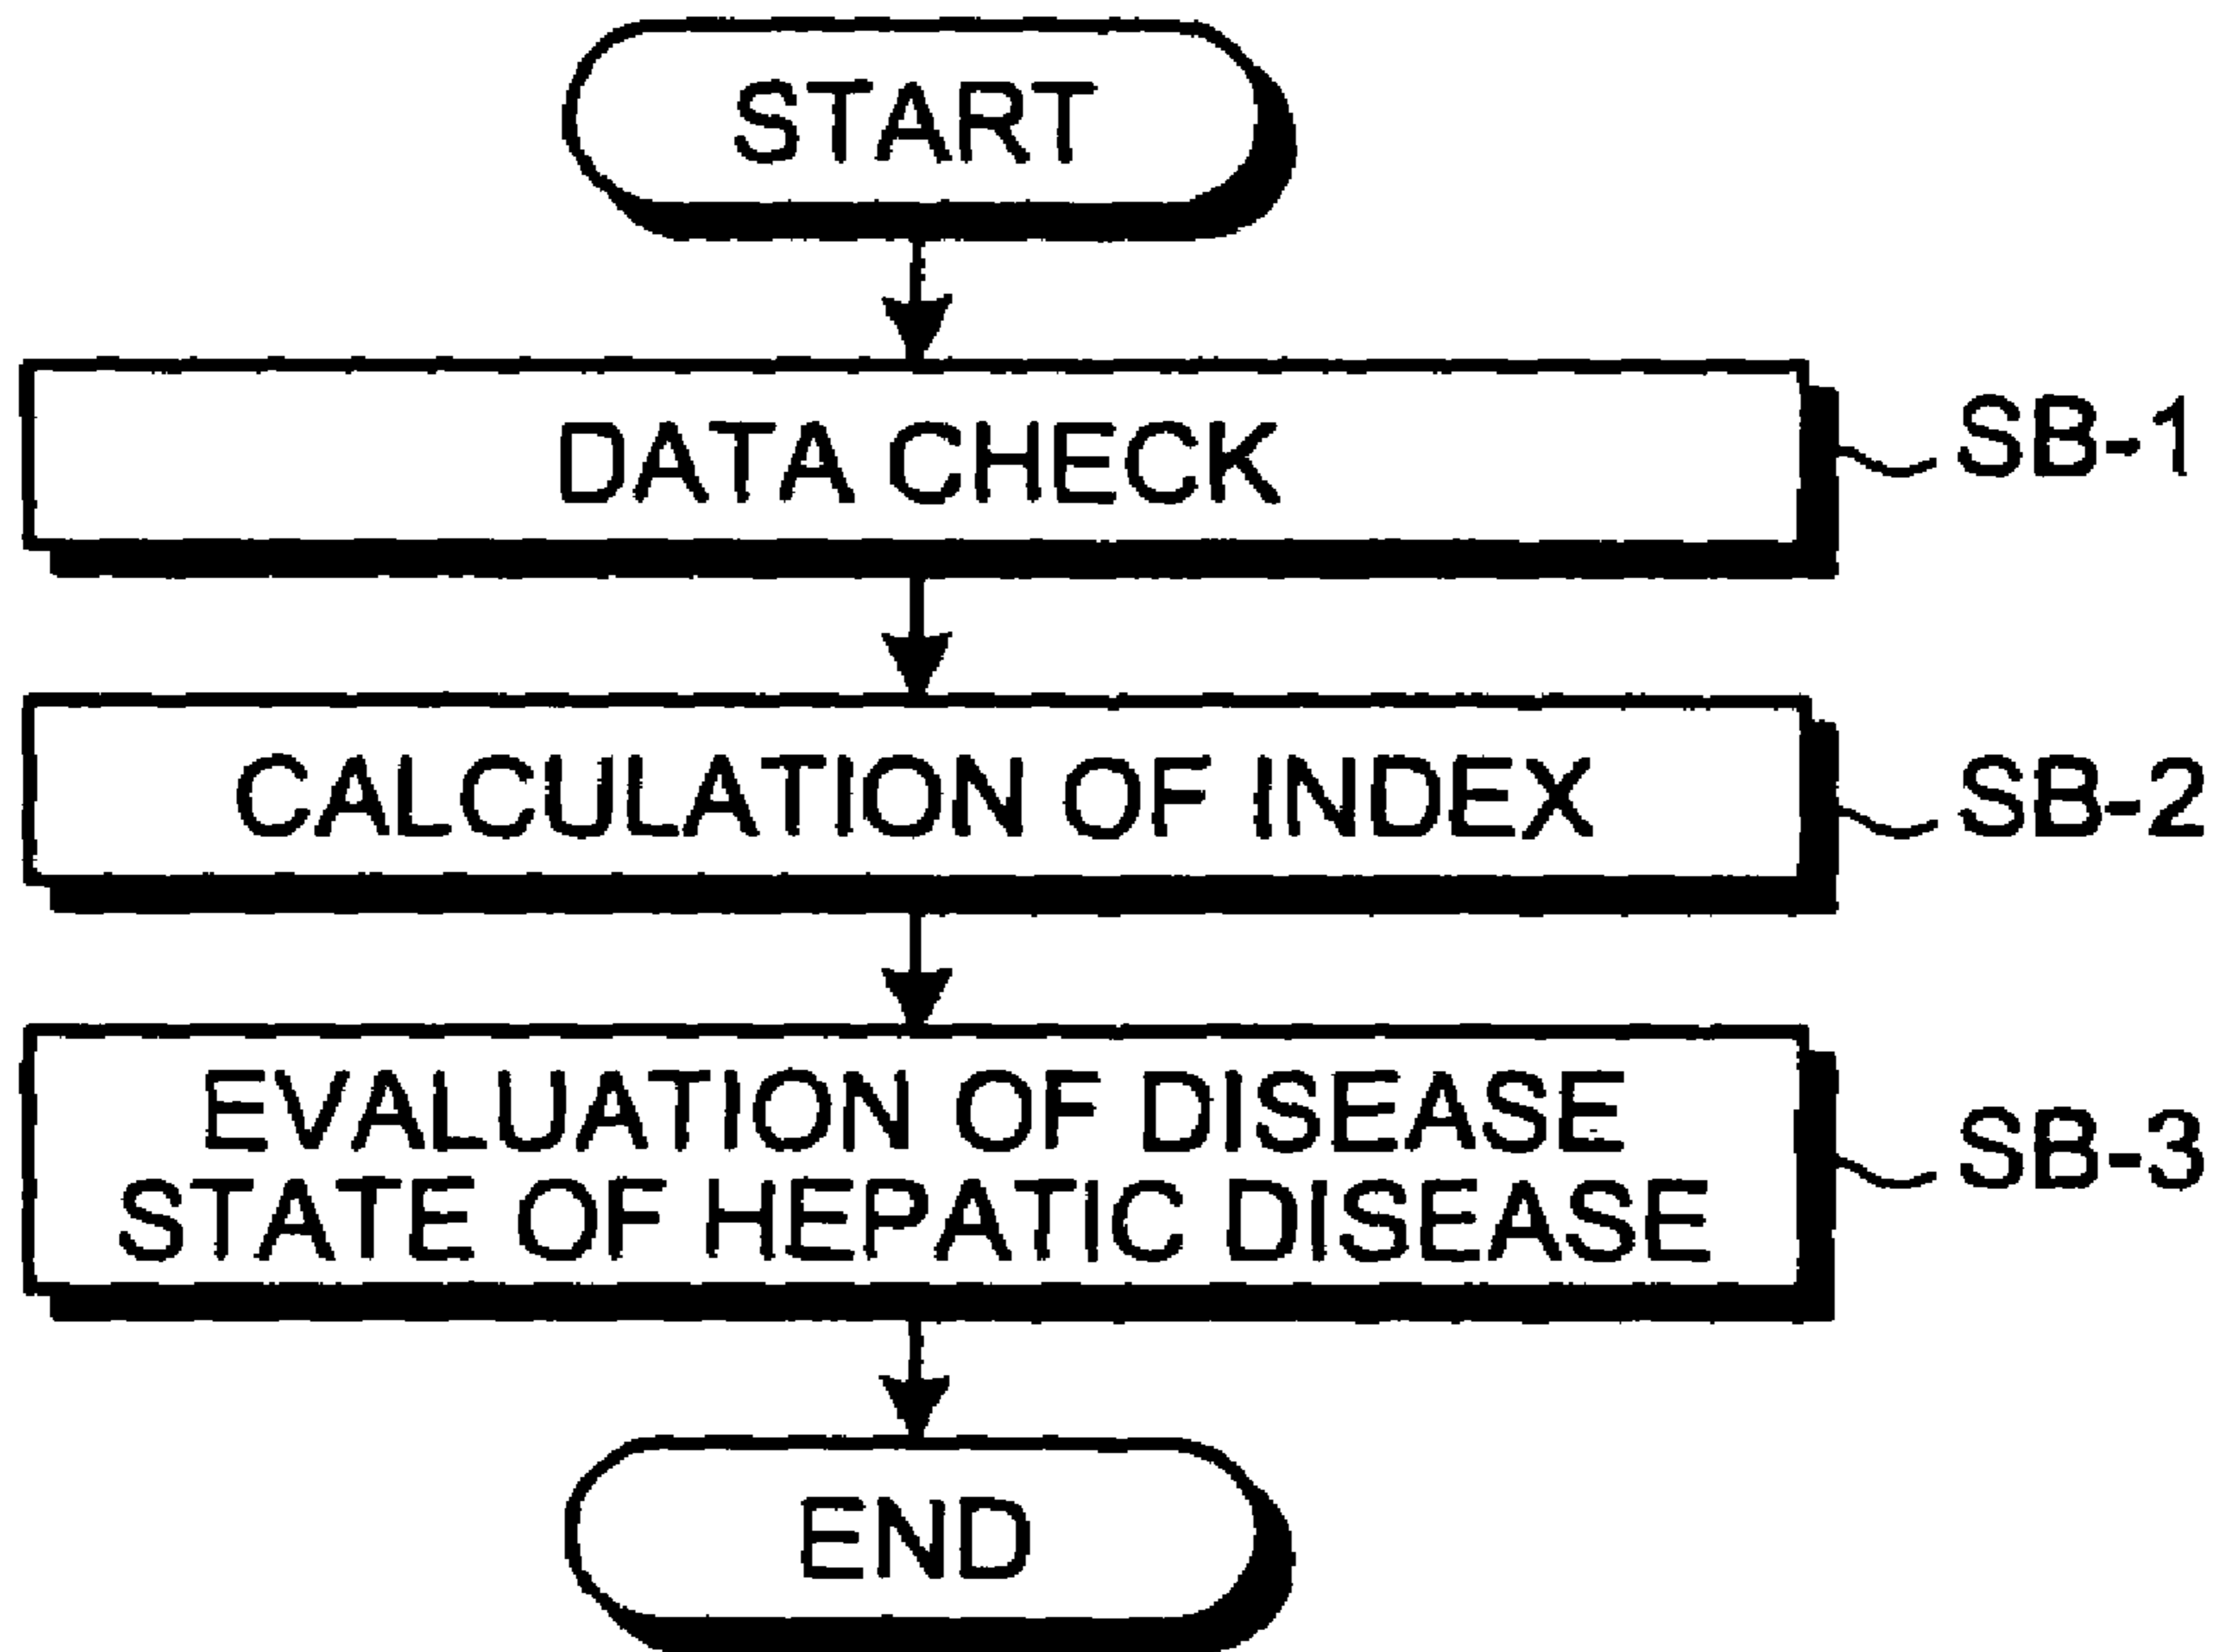 START
DATA CHECK
SB-1
CALCULATION OF INDEX
SB-2
EVALUATION OF DISEASE
STATE OF HEPATIC DISEASE
SB-3
END